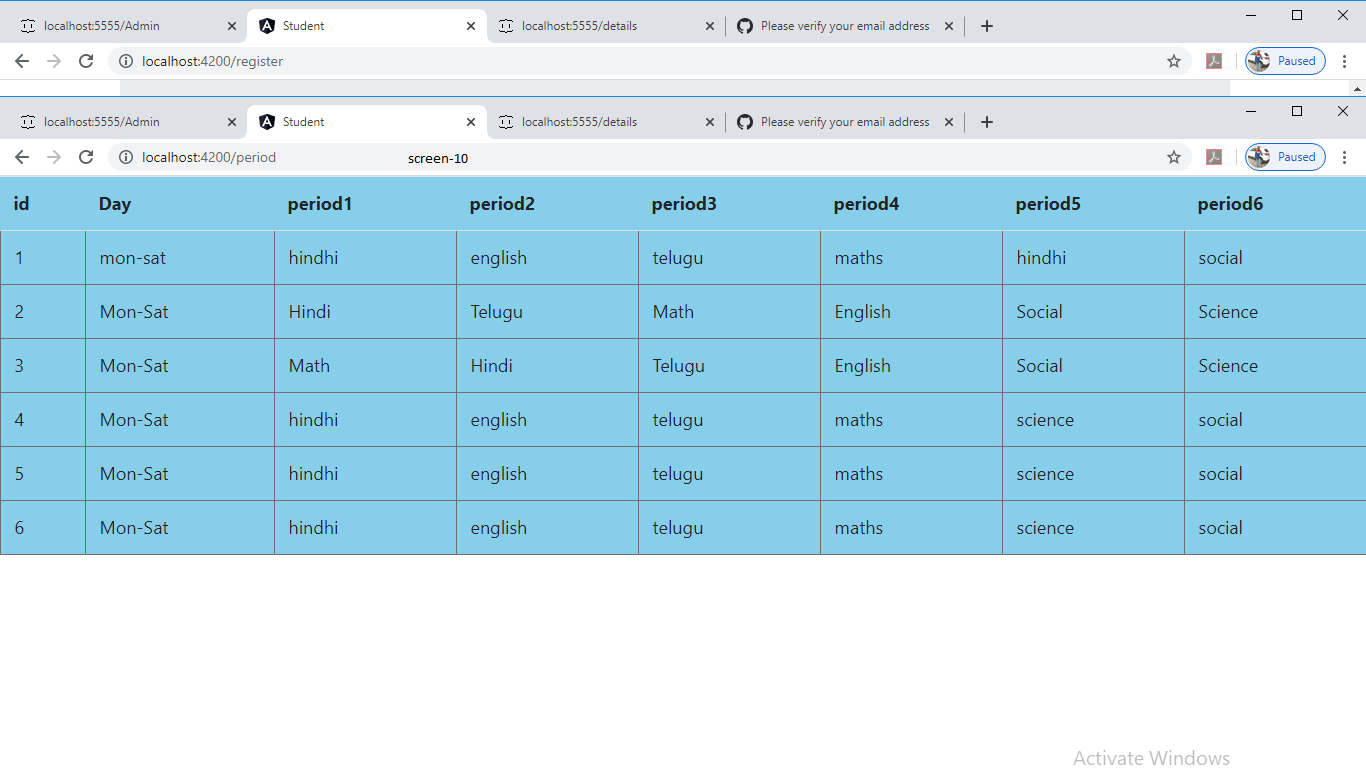 localhost:5555/Admin Student localhost:5555/details Please verify your email address
localhost:4200/register Paused
localhost:5555/Admin Student localhost:5555/details Please verify your email address
localhost:4200/period screen-10 Paused
id Day period1 period2 period3 period4 period5 period6
1 mon-sat hindhi english telugu maths hindhi social
2 Mon-Sat Hindi Telugu Math English Social Science
3 Mon-Sat Math Hindi Telugu English Social Science
4 Mon-Sat hindhi english telugu maths science social
5 Mon-Sat hindhi english telugu maths science social
6 Mon-Sat hindhi english telugu maths science social
Activate Windows